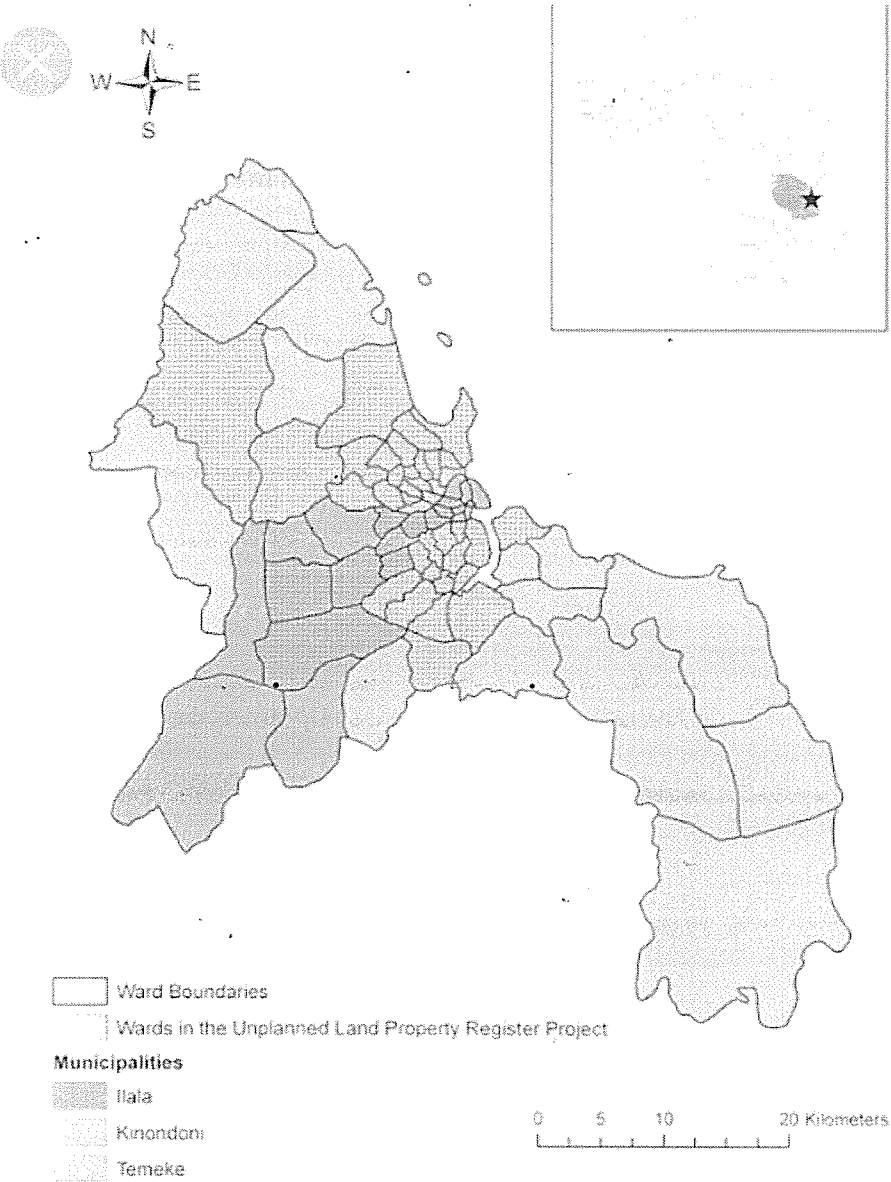 N
W E
S
Ward Boundaries
Wards in the Unplanned Land Property Register Project
Municipalities
Ilala
Kinondoni
Temeke
0 5 10 20 Kilometers